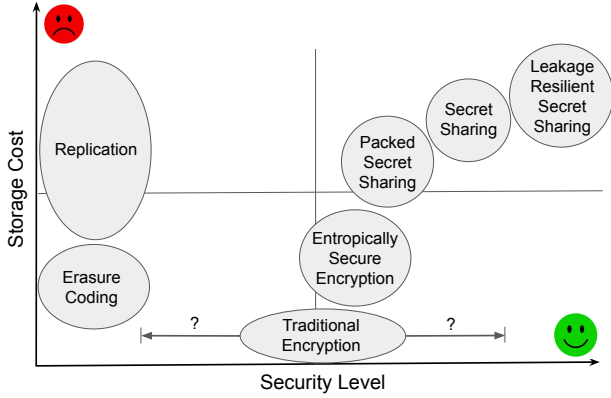 Storage Cost
Replication
Erasure
Coding
Packed
Secret
Sharing
Secret
Sharing
Leakage
Resilient
Secret
Sharing
Entropically
Secure
Encryption
?
Traditional
Encryption
?
Security Level